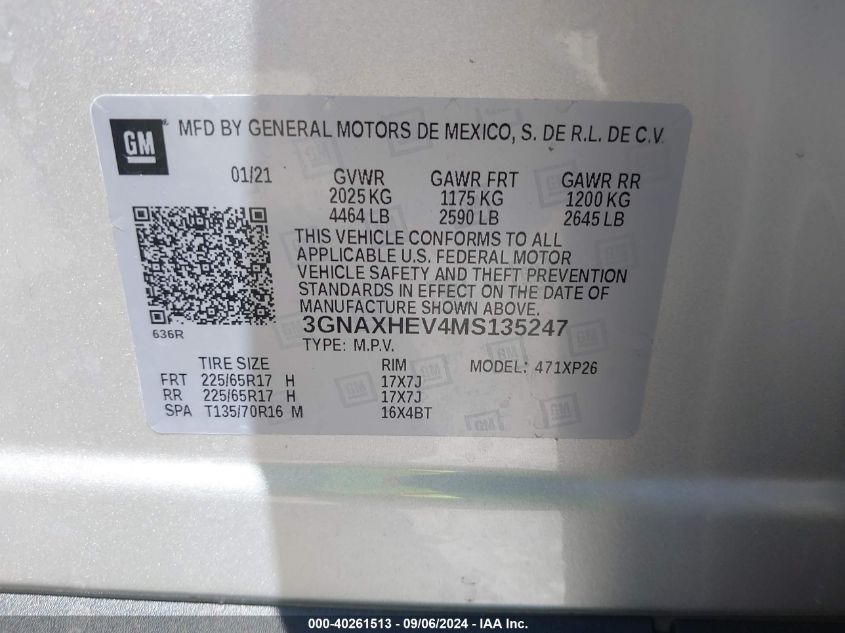 GM
MFD BY GENERAL MOTORS DE MEXICO, S. DE R.L. DE C.V.
01/21 GVWR GAWR FRT GAWR RR
2025 KG 1175 KG 1200 KG
4464 LB 2590 LB 2645 LB
THIS VEHICLE CONFORMS TO ALL
APPLICABLE U.S. FEDERAL MOTOR
VEHICLE SAFETY AND THEFT PREVENTION
STANDARDS IN EFFECT ON THE DATE OF
MANUFACTURE SHOWN ABOVE.
636R
3GNAXHEV4MS135247
TYPE: M.P.V.
TIRE SIZE RIM MODEL: 471XP26
FRT 225/65R17 H 17X7J
RR 225/65R17 H 17X7J
SPA T135/70R16 M 16X4BT
000-40261513 - 09/06/2024 - IAA Inc.